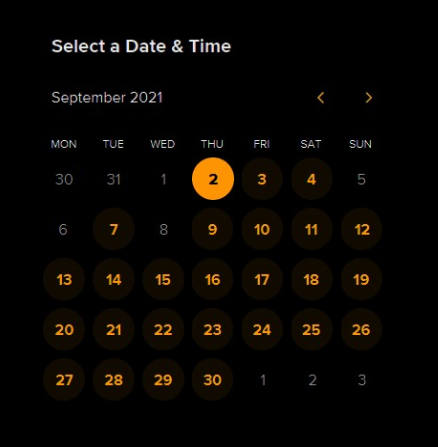 Select a Date & Time
September 2021
MON TUE WED THU FRI SAT SUN
30 31 1 2 3 4 5
6 7 8 9 10 11 12
13 14 15 16 17 18 19
20 21 22 23 24 25 26
27 28 29 30 1 2 3